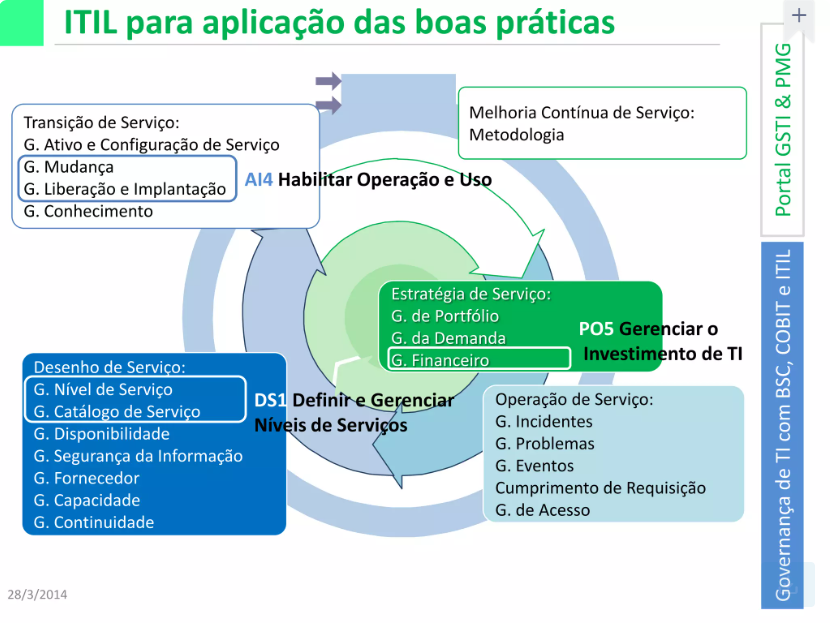 ITIL para aplicação das boas práticas
Transição de Serviço:
G. Ativo e Configuração de Serviço
G. Mudança
G. Liberação e Implantação
G. Conhecimento
AI4 Habilitar Operação e Uso
Melhoria Contínua de Serviço:
Metodologia
Estratégia de Serviço:
G. de Portfólio
G. da Demanda
G. Financeiro
PO5 Gerenciar o
Investimento de TI
Desenho de Serviço:
G. Nível de Serviço
G. Catálogo de Serviço
G. Disponibilidade
G. Segurança da Informação
G. Fornecedor
G. Capacidade
G. Continuidade
DS1 Definir e Gerenciar
Níveis de Serviços
Operação de Serviço:
G. Incidentes
G. Problemas
G. Eventos
Cumprimento de Requisição
G. de Acesso
Portal GSTI & PMG
Governança de TI com BSC, COBIT e ITIL
28/3/2014